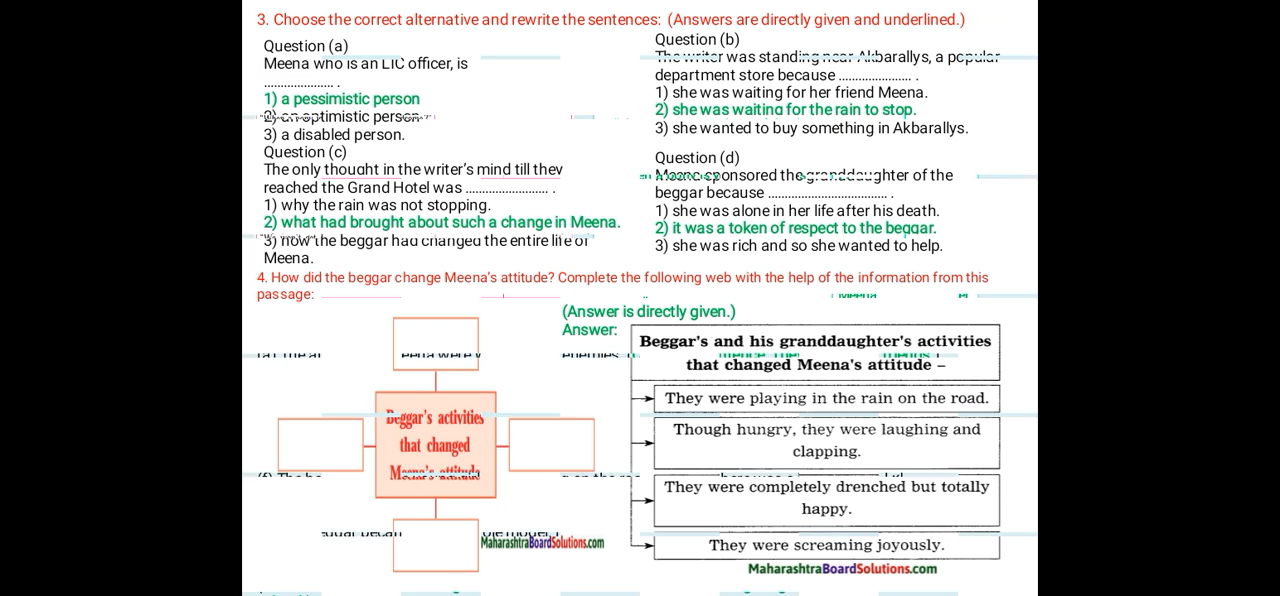 3. Choose the correct alternative and rewrite the sentences: (Answers are directly given and underlined.)
Question (a)
Meena who is an LIC officer, is
..................... .
1) a pessimistic person
2) an optimistic person.
3) a disabled person.
Question (b)
The writer was standing near Akbarallys, a popular
department store because ...................... .
1) she was waiting for her friend Meena.
2) she was waiting for the rain to stop.
3) she wanted to buy something in Akbarallys.
Question (c)
The only thought in the writer's mind till they
reached the Grand Hotel was ......................... .
1) why the rain was not stopping.
2) what had brought about such a change in Meena.
3) how the beggar had changed the entire life of
Meena.
Question (d)
Meena sponsored the granddaughter of the
beggar because .................................... .
1) she was alone in her life after his death.
2) it was a token of respect to the beggar.
3) she was rich and so she wanted to help.
4. How did the beggar change Meena's attitude? Complete the following web with the help of the information from this
passage:
Beggar's activities
that changed
Meena's attitude
MaharashtraBoardSolutions.com
(Answer is directly given.)
Answer:
Beggar's and his granddaughter's activities
that changed Meena's attitude –
They were playing in the rain on the road.
Though hungry, they were laughing and
clapping.
They were completely drenched but totally
happy.
They were screaming joyously.
MaharashtraBoardSolutions.com